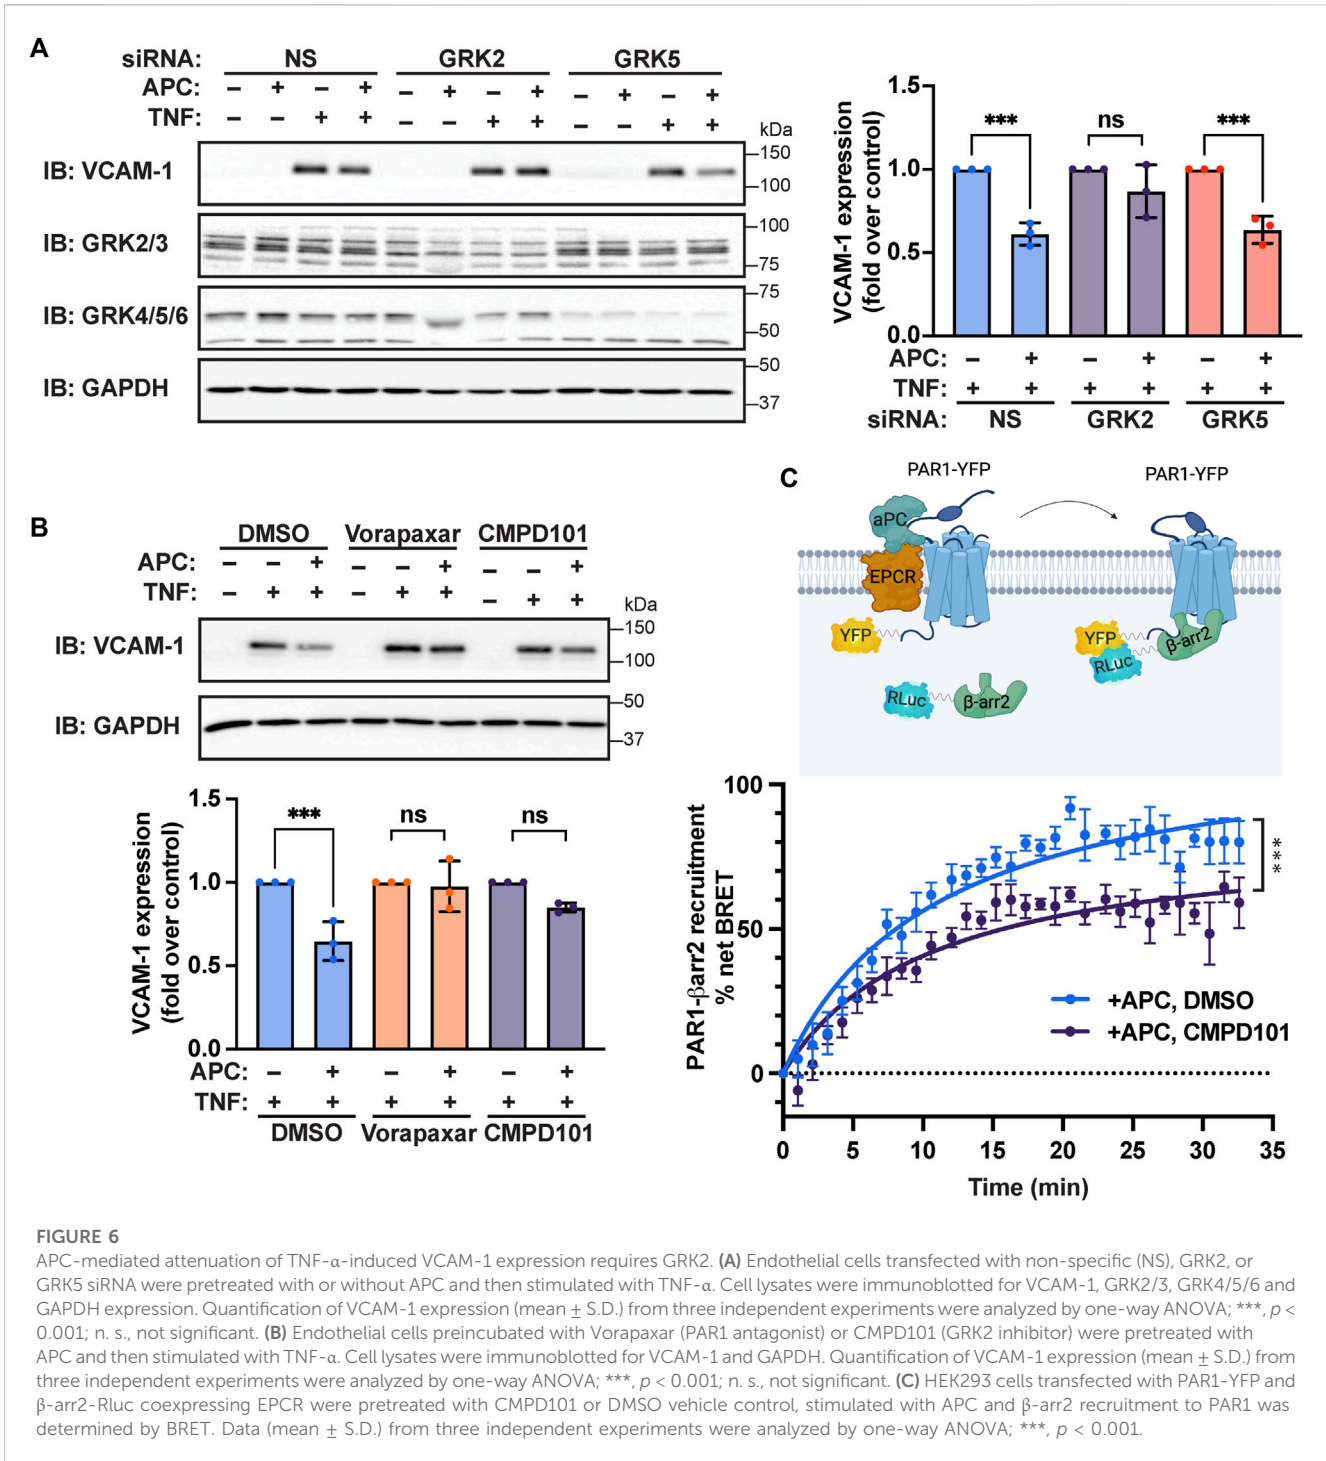 A
siRNA: NS GRK2 GRK5
APC: – + – + – + – + – + – +
TNF: – – + + – – + + – – + +
kDa
IB: VCAM-1
150
100
IB: GRK2/3
100
75
IB: GRK4/5/6
75
50
IB: GAPDH
50
37
VCAM-1 expression
(fold over control)
1.5
1.0
0.5
0.0
*** ns ***
APC: – + – + – +
TNF: + + + + + +
siRNA: NS GRK2 GRK5
B
DMSO Vorapaxar CMPD101
APC: – – + – – + – – +
TNF: – + + – + + – + +
kDa
IB: VCAM-1
150
100
IB: GAPDH
50
37
VCAM-1 expression
(fold over control)
1.5
1.0
0.5
0.0
*** ns ns
APC: – + – + – +
TNF: + + + + + +
DMSO Vorapaxar CMPD101
C
PAR1-YFP PAR1-YFP
aPC
EPCR
YFP
RLuc β-arr2
YFP
RLuc β-arr2
PAR1-βarr2 recruitment
% net BRET
100
50
0
***
+APC, DMSO
+APC, CMPD101
0 5 10 15 20 25 30 35
Time (min)
FIGURE 6
APC-mediated attenuation of TNF-α-induced VCAM-1 expression requires GRK2. (A) Endothelial cells transfected with non-specific (NS), GRK2, or
GRK5 siRNA were pretreated with or without APC and then stimulated with TNF-α. Cell lysates were immunoblotted for VCAM-1, GRK2/3, GRK4/5/6 and
GAPDH expression. Quantification of VCAM-1 expression (mean ± S.D.) from three independent experiments were analyzed by one-way ANOVA; ***, p <
0.001; n. s., not significant. (B) Endothelial cells preincubated with Vorapaxar (PAR1 antagonist) or CMPD101 (GRK2 inhibitor) were pretreated with
APC and then stimulated with TNF-α. Cell lysates were immunoblotted for VCAM-1 and GAPDH. Quantification of VCAM-1 expression (mean ± S.D.) from
three independent experiments were analyzed by one-way ANOVA; ***, p < 0.001; n. s., not significant. (C) HEK293 cells transfected with PAR1-YFP and
β-arr2-Rluc coexpressing EPCR were pretreated with CMPD101 or DMSO vehicle control, stimulated with APC and β-arr2 recruitment to PAR1 was
determined by BRET. Data (mean ± S.D.) from three independent experiments were analyzed by one-way ANOVA; ***, p < 0.001.